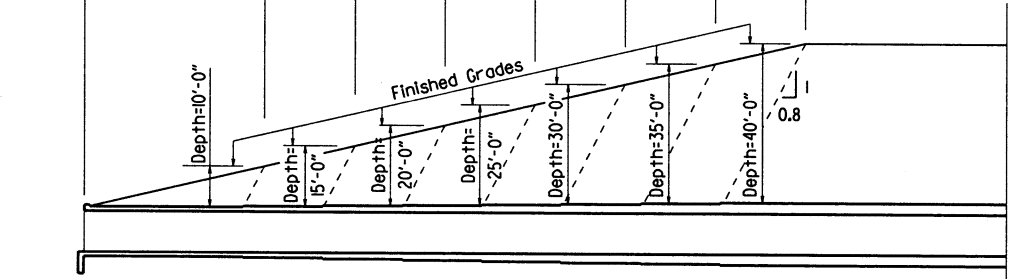 Finished Grades
Depth=10'-0"
Depth=
15'-0"
Depth=
20'-0"
Depth=
25'-0"
Depth=30'-0"
Depth=35'-0"
Depth=40'-0"
1
0.8